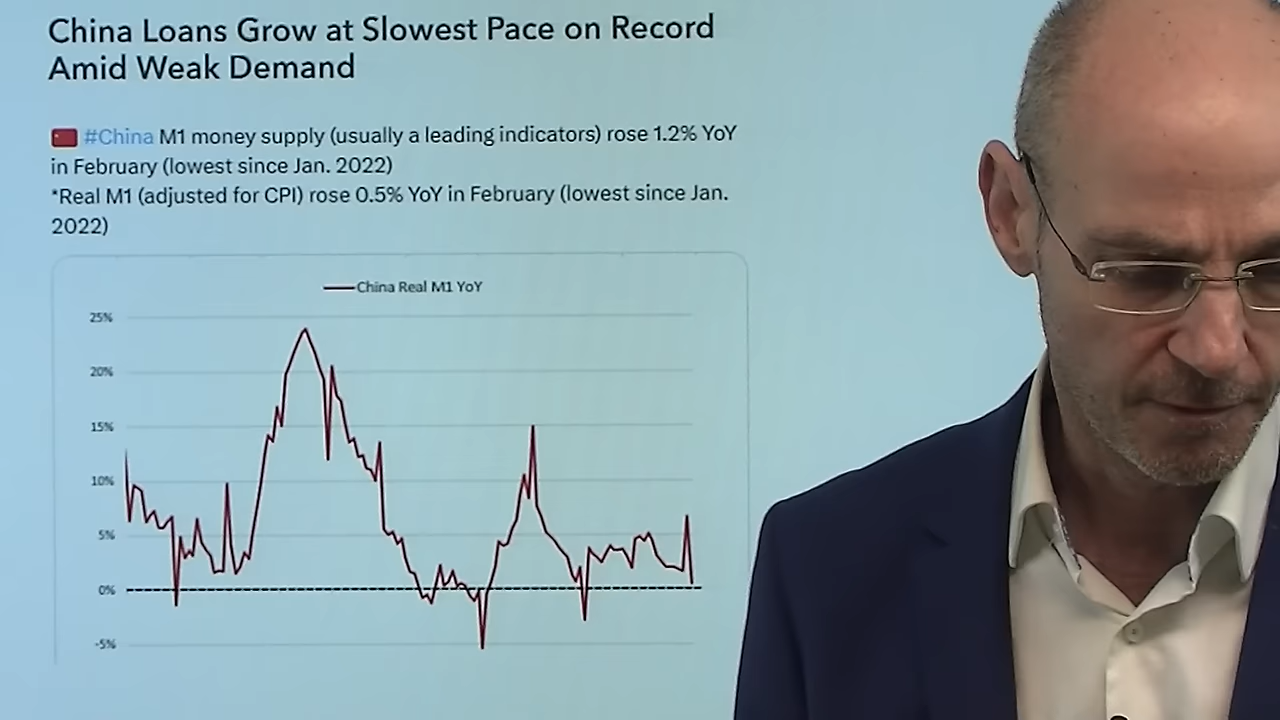 China Loans Grow at Slowest Pace on Record
Amid Weak Demand
#China M1 money supply (usually a leading indicators) rose 1.2% YoY
in February (lowest since Jan. 2022)
*Real M1 (adjusted for CPI) rose 0.5% YoY in February (lowest since Jan.
2022)
China Real M1 YoY
25%
20%
15%
10%
5%
0%
-5%